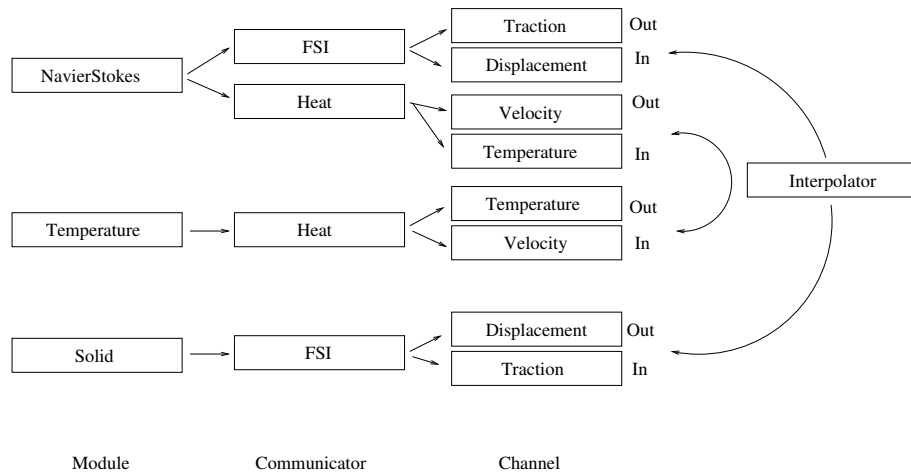 Traction Out
FSI
Displacement In
NavierStokes
Heat
Velocity Out
Temperature In
Interpolator
Temperature Out
Temperature Heat
Velocity In
Displacement Out
Solid FSI
Traction In
Module Communicator Channel